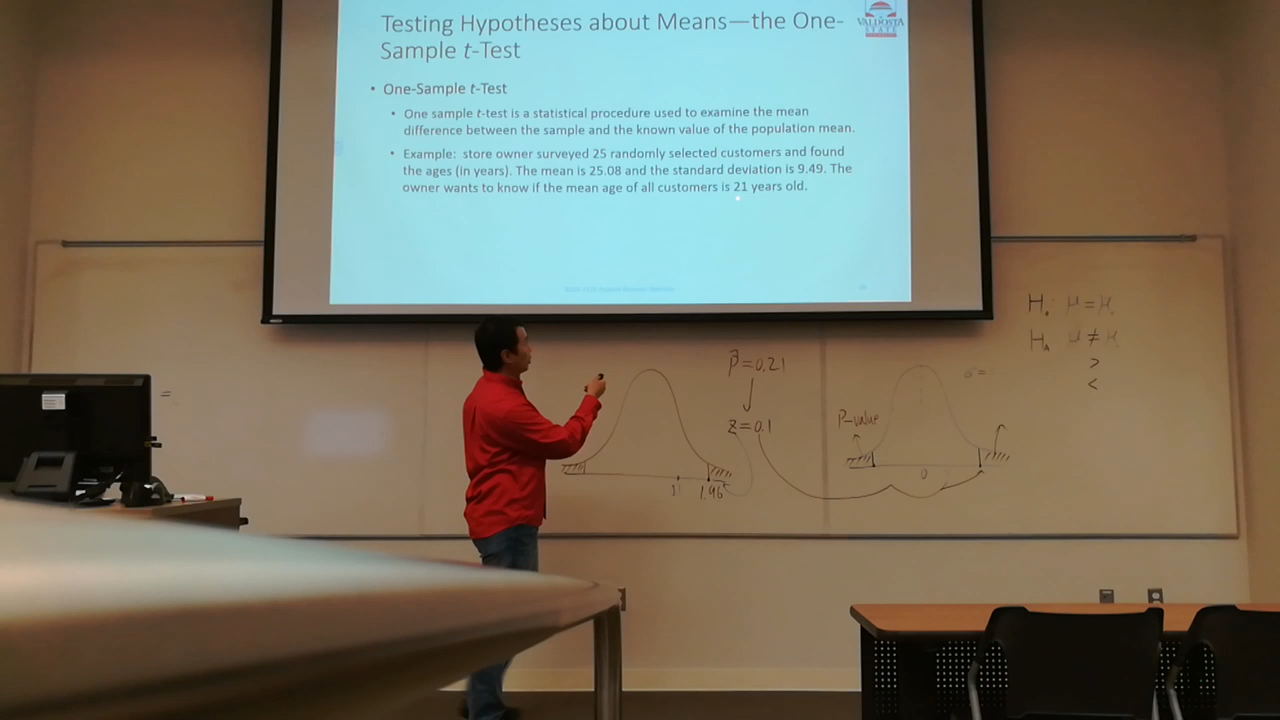 Testing Hypotheses about Means—the One-
Sample t-Test
VALDOSTA
STATE
• One-Sample t-Test
• One sample t-test is a statistical procedure used to examine the mean
difference between the sample and the known value of the population mean.
• Example: store owner surveyed 25 randomly selected customers and found
the ages (in years). The mean is 25.08 and the standard deviation is 9.49. The
owner wants to know if the mean age of all customers is 21 years old.
H₀: μ = μ₀
Hₐ μ ≠ μ₀
>
<
p̂ = 0.21
z = 0.1
1.96
P-value
0
σ =
=